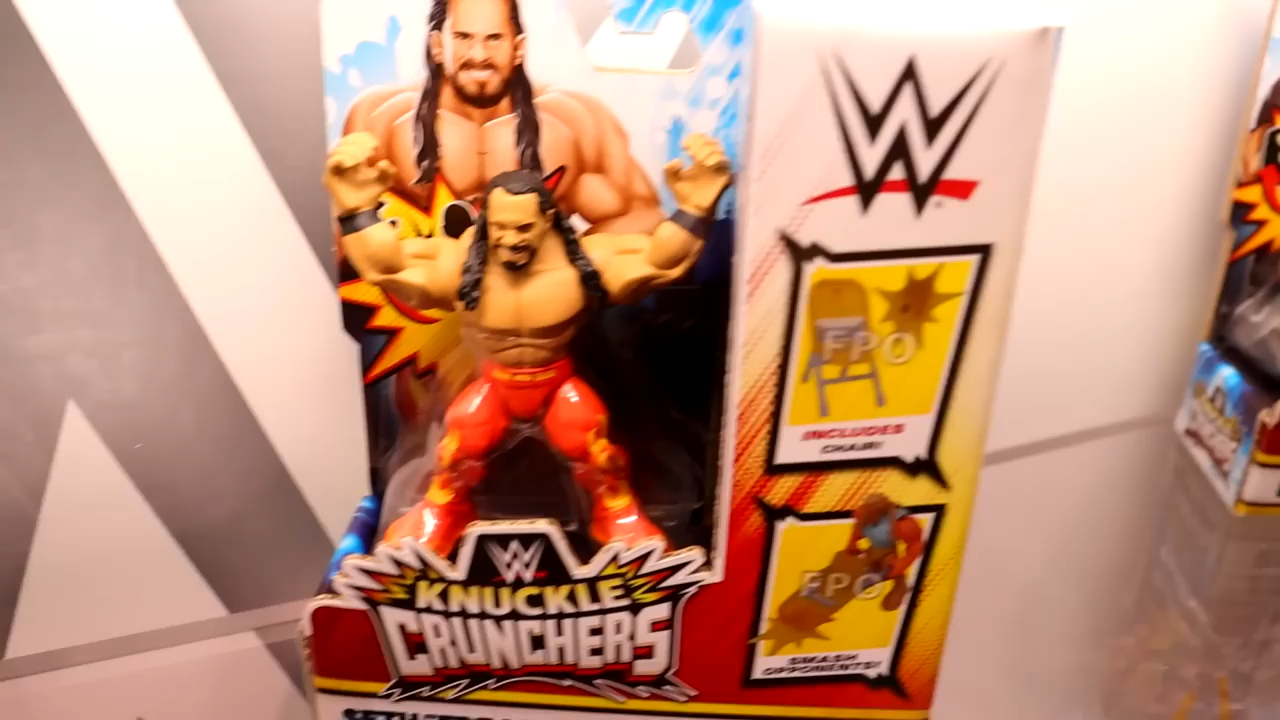 W
FPO
INCLUDES
CHAIR!
FPO
SMASH
OPPONENTS!
W
KNUCKLE
CRUNCHERS